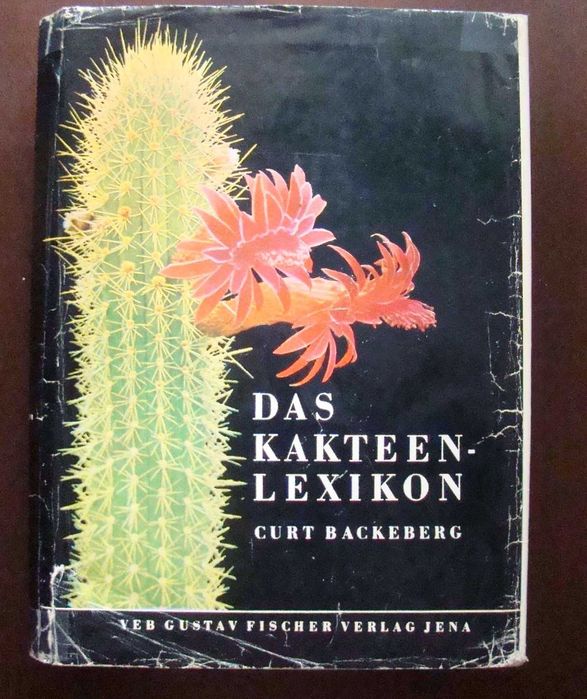 DAS
KAKTEEN-
LEXIKON
CURT BACKEBERG
VEB GUSTAV FISCHER VERLAG JENA